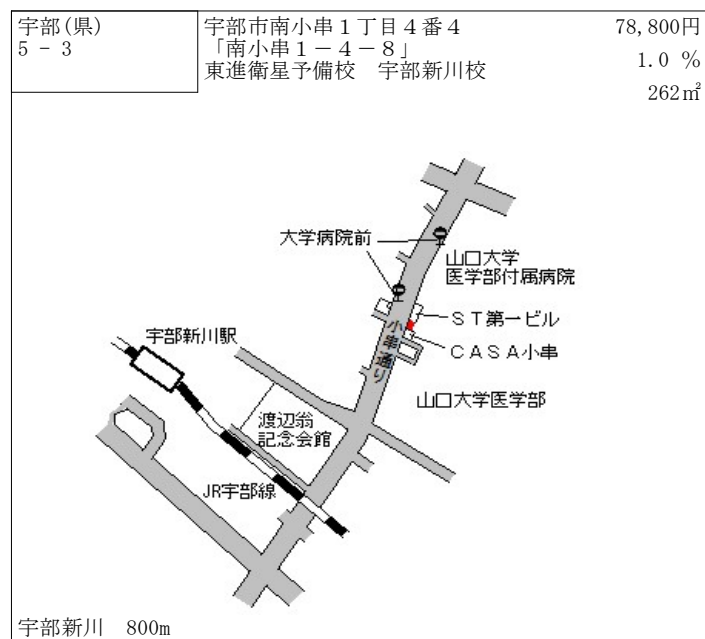 宇部(県)
5 - 3
宇部市南小串１丁目４番４
「南小串１－４－８」
東進衛星予備校　宇部新川校
78,800円
1.0 %
262㎡
大学病院前
山口大学
医学部付属病院
ＳＴ第一ビル
小串通り
ＣＡＳＡ小串
宇部新川駅
山口大学医学部
渡辺翁
記念会館
JR宇部線
宇部新川　800m